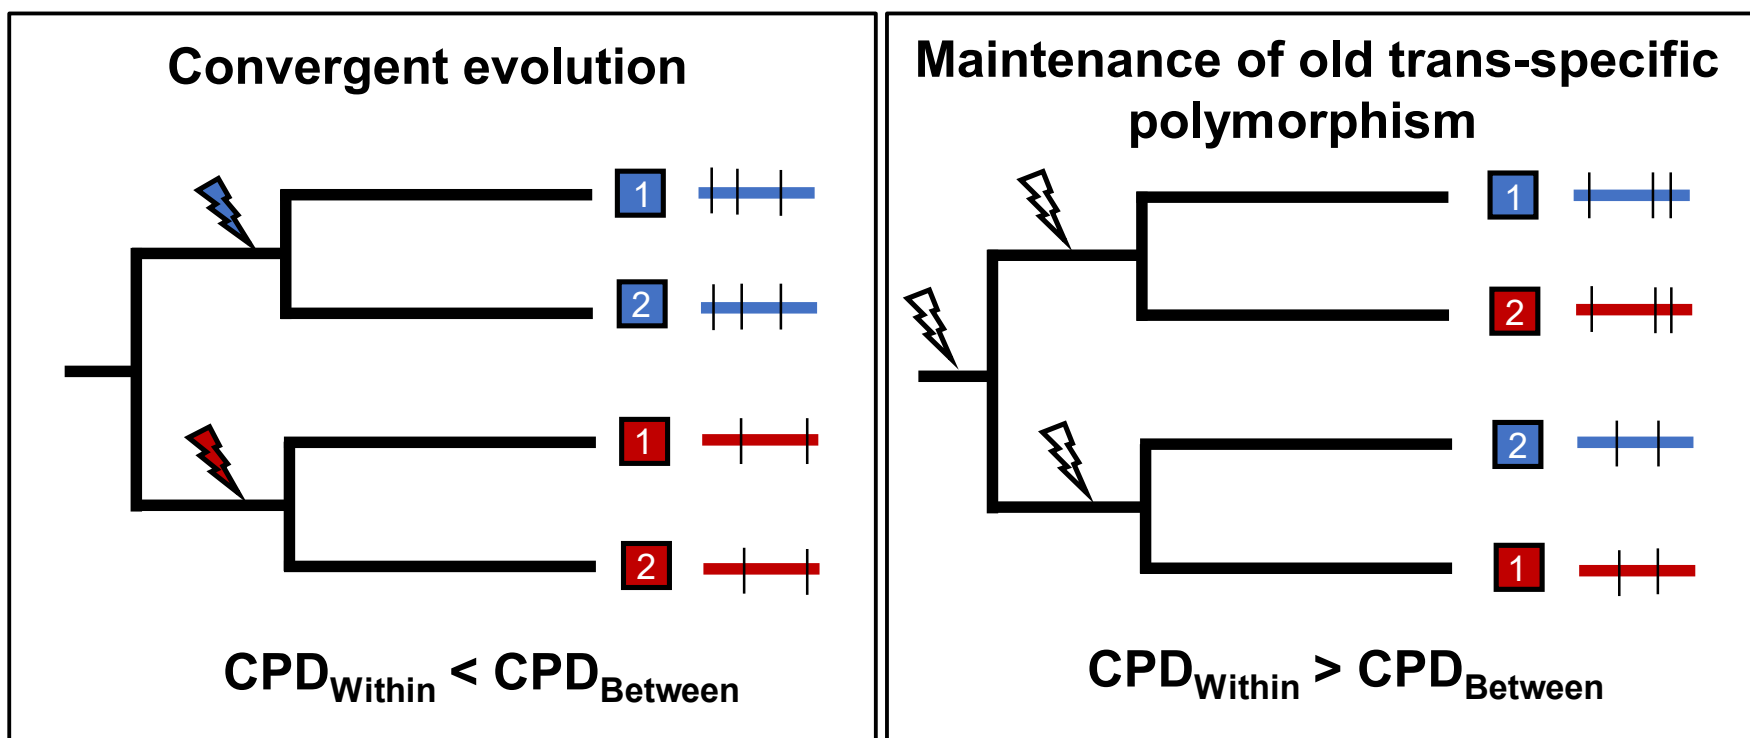 Convergent evolution
1
2
1
2
CPDWithin < CPDBetween
Maintenance of old trans-specific
polymorphism
1
2
2
1
CPDWithin > CPDBetween